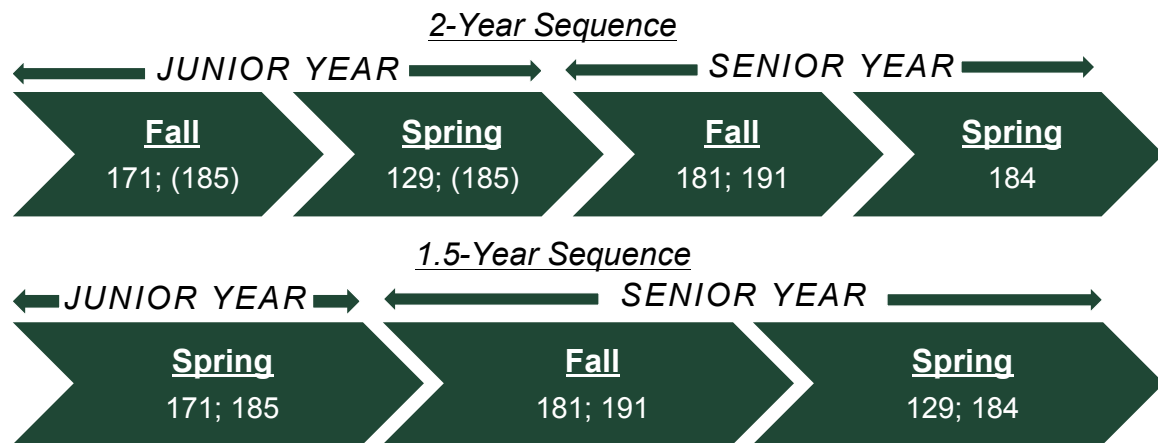 2-Year Sequence
JUNIOR YEAR SENIOR YEAR
Fall Spring Fall Spring
171; (185) 129; (185) 181; 191 184
1.5-Year Sequence
JUNIOR YEAR SENIOR YEAR
Spring Fall Spring
171; 185 181; 191 129; 184